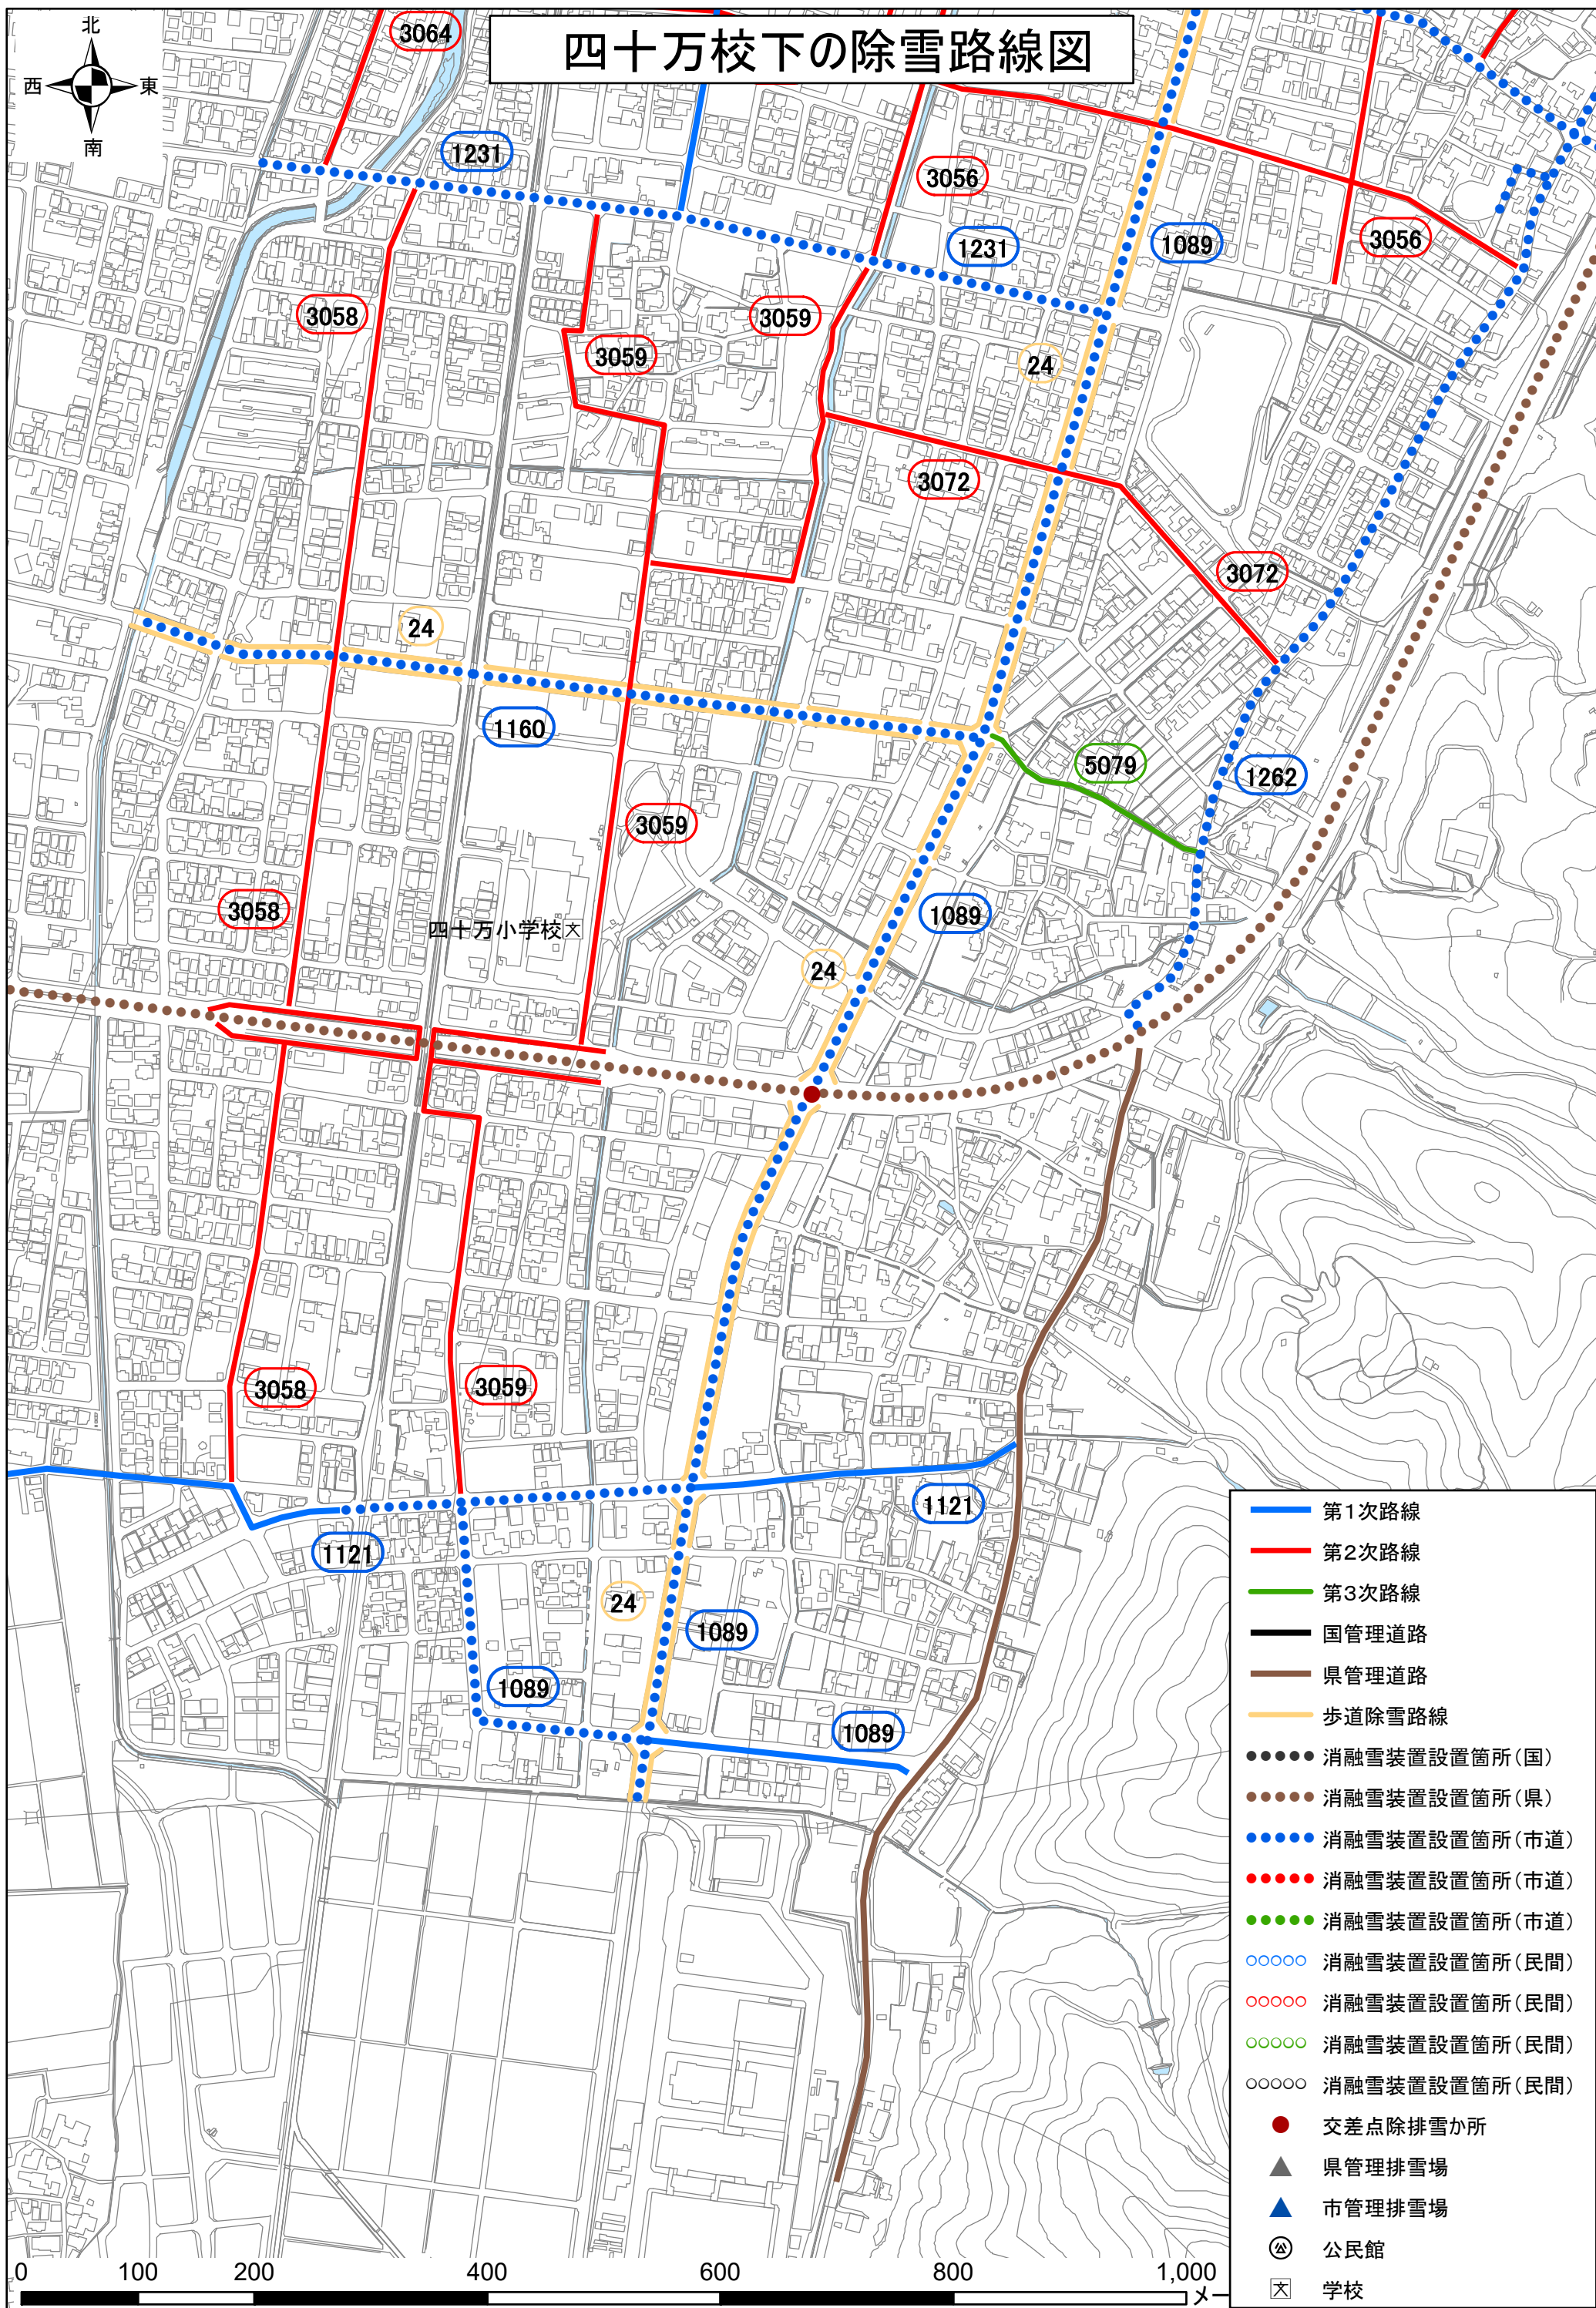 四十万校下の除雪路線図
北
西
東
南
3064
1231
3056
1231
1089
3056
3058
3059
3059
24
3072
3072
24
1160
5079
1262
3059
3058
1089
四十万小学校
24
3058
3059
1121
1121
24
1089
1089
1089
第1次路線
第2次路線
第3次路線
国管理道路
県管理道路
歩道除雪路線
消融雪装置設置箇所(国)
消融雪装置設置箇所(県)
消融雪装置設置箇所(市道)
消融雪装置設置箇所(市道)
消融雪装置設置箇所(市道)
消融雪装置設置箇所(民間)
消融雪装置設置箇所(民間)
消融雪装置設置箇所(民間)
消融雪装置設置箇所(民間)
交差点除排雪か所
県管理排雪場
市管理排雪場
公民館
文 学校
0 100 200 400 600 800 1,000
メー